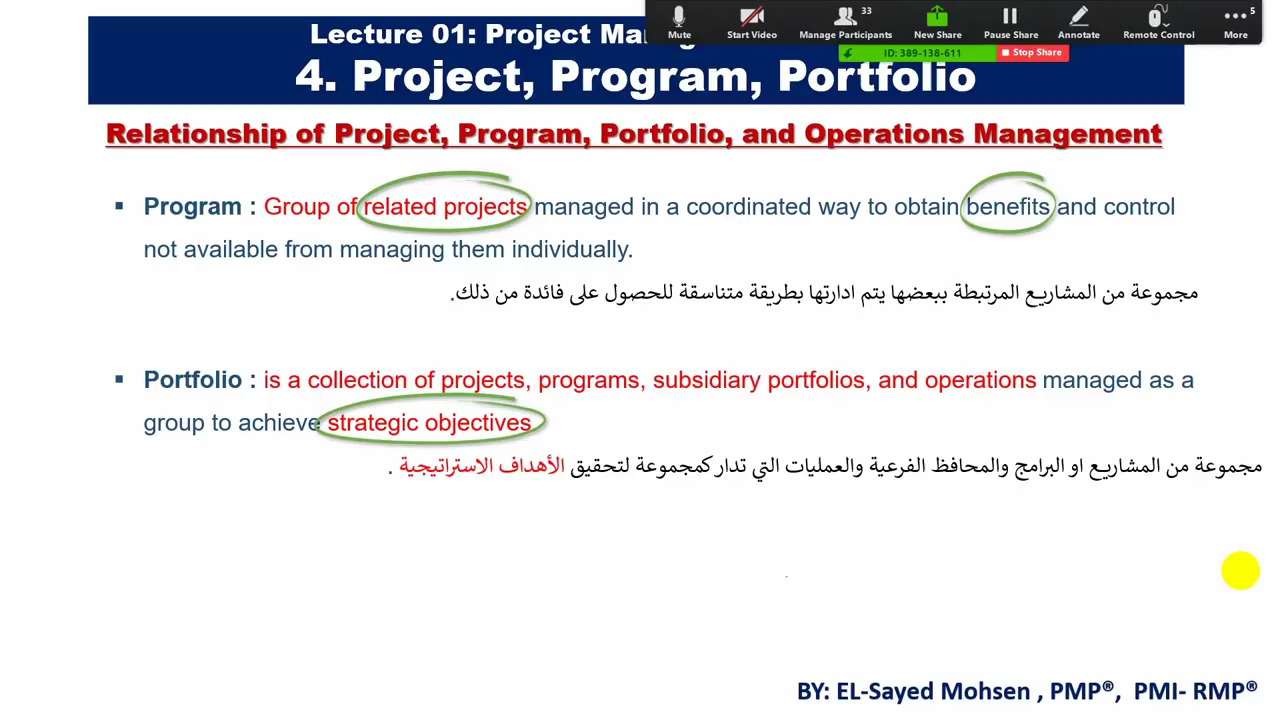 Mute
Start Video
33
Manage Participants
New Share
Pause Share
Annotate
Remote Control
5
More
ID: 389-138-611
Stop Share
Lecture 01: Project Man
4. Project, Program, Portfolio
Relationship of Project, Program, Portfolio, and Operations Management
▪ Program : Group of related projects managed in a coordinated way to obtain benefits and control
not available from managing them individually.
مجموعة من المشاريع المرتبطة ببعضها يتم ادارتها بطريقة متناسقة للحصول على فائدة من ذلك.
▪ Portfolio : is a collection of projects, programs, subsidiary portfolios, and operations managed as a
group to achieve strategic objectives
مجموعة من المشاريع او البرامج والمحافظ الفرعية والعمليات التي تدار كمجموعة لتحقيق الأهداف الاستراتيجية .
BY: EL-Sayed Mohsen , PMP®, PMI- RMP®